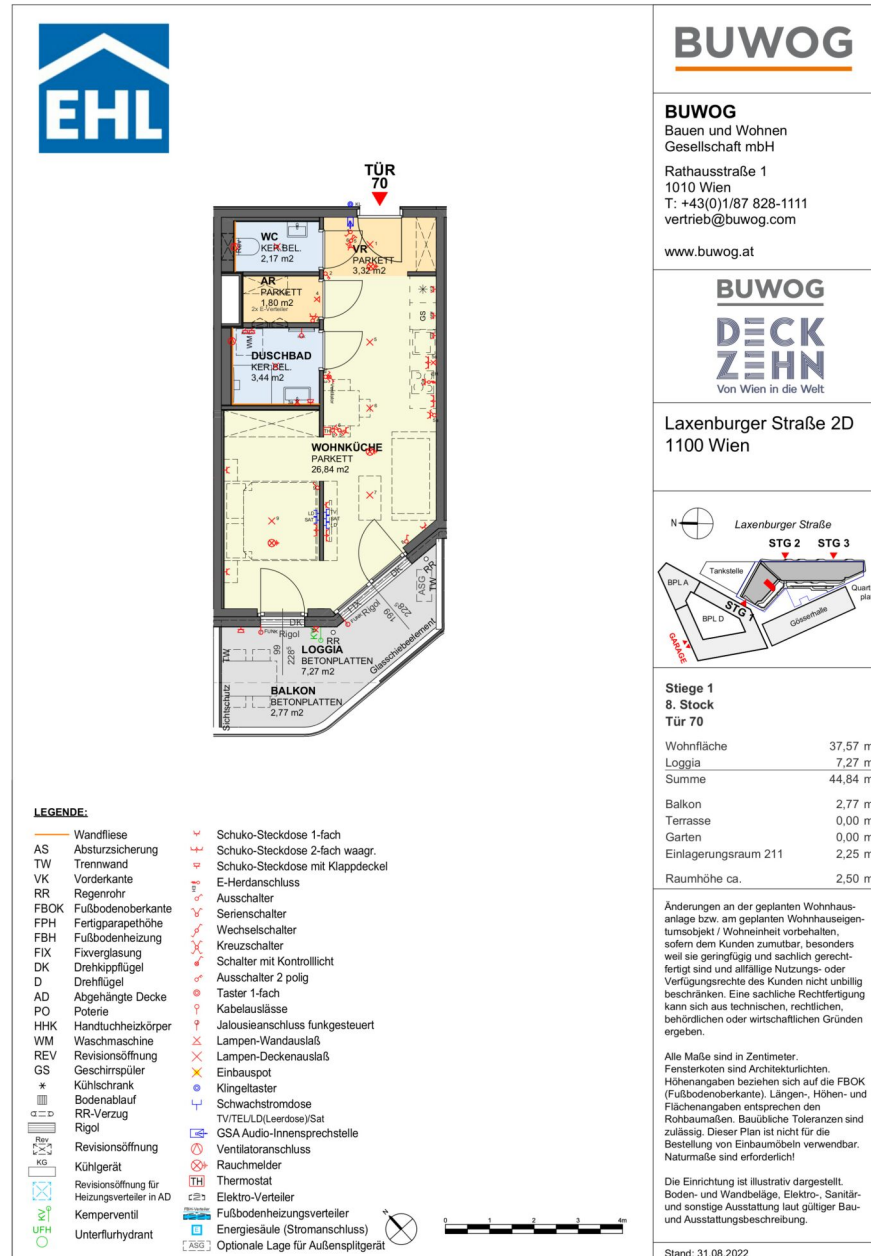 EHL
TÜR
70
WC
KER.BEL.
2,17 m2
VR
PARKETT
3,32 m2
AR
PARKETT
1,80 m2
2x E-Verteiler
GS
WM
DUSCHBAD
KER.BEL.
3,44 m2
WOHNKÜCHE
PARKETT
26,84 m2
LD
SAT
TV
SAT
D
DK
RR
ASG
TW
FIX
Rigol
199
228⁵
FUNK
DK
Rigol
FUNK
KV
RR
TW
99
228⁵
LOGGIA
BETONPLATTEN
7,27 m2
Glasschiebeelement
BALKON
BETONPLATTEN
2,77 m2
Sichtschutz
LEGENDE:
Wandfliese
AS Absturzsicherung
TW Trennwand
VK Vorderkante
RR Regenrohr
FBOK Fußbodenoberkante
FPH Fertigparapethöhe
FBH Fußbodenheizung
FIX Fixverglasung
DK Drehkippflügel
D Drehflügel
AD Abgehängte Decke
PO Poterie
HHK Handtuchheizkörper
WM Waschmaschine
REV Revisionsöffnung
GS Geschirrspüler
* Kühlschrank
Bodenablauf
RR-Verzug
Rigol
Rev Revisionsöffnung
KG Kühlgerät
Revisionsöffnung für
Heizungsverteiler in AD
KV Kemperventil
UFH Unterflurhydrant
Schuko-Steckdose 1-fach
Schuko-Steckdose 2-fach waagr.
Schuko-Steckdose mit Klappdeckel
E-Herdanschluss
Ausschalter
Serienschalter
Wechselschalter
Kreuzschalter
Schalter mit Kontrolllicht
Ausschalter 2 polig
Taster 1-fach
Kabelauslässe
Jalousieanschluss funkgesteuert
Lampen-Wandauslaß
Lampen-Deckenauslaß
Einbauspot
Klingeltaster
Schwachstromdose
TV/TEL/LD(Leerdose)/Sat
GSA Audio-Innensprechstelle
Ventilatoranschluss
Rauchmelder
TH Thermostat
Elektro-Verteiler
FBH-Verteiler Fußbodenheizungsverteiler
E Energiesäule (Stromanschluss)
ASG Optionale Lage für Außensplitgerät
N
0 1 2 3 4m
BUWOG
BUWOG
Bauen und Wohnen
Gesellschaft mbH
Rathausstraße 1
1010 Wien
T: +43(0)1/87 828-1111
vertrieb@buwog.com
www.buwog.at
BUWOG
DECK
ZEHN
Von Wien in die Welt
Laxenburger Straße 2D
1100 Wien
N
Laxenburger Straße
STG 2 STG 3
Tankstelle
BPL A
BPL D
STG 1
Gösserhalle
GARAGE
Stiege 1
8. Stock
Tür 70
Wohnfläche 37,57 m
Loggia 7,27 m
Summe 44,84 m
Balkon 2,77 m
Terrasse 0,00 m
Garten 0,00 m
Einlagerungsraum 211 2,25 m
Raumhöhe ca. 2,50 m
Änderungen an der geplanten Wohnhaus-
anlage bzw. am geplanten Wohnhauseigen-
tumsobjekt / Wohneinheit vorbehalten,
sofern dem Kunden zumutbar, besonders
weil sie geringfügig und sachlich gerecht-
fertigt sind und allfällige Nutzungs- oder
Verfügungsrechte des Kunden nicht unbillig
beschränken. Eine sachliche Rechtfertigung
kann sich aus technischen, rechtlichen,
behördlichen oder wirtschaftlichen Gründen
ergeben.
Alle Maße sind in Zentimeter.
Fensterkoten sind Architekturlichten.
Höhenangaben beziehen sich auf die FBOK
(Fußbodenoberkante). Längen-, Höhen- und
Flächenangaben entsprechen den
Rohbaumaßen. Bauübliche Toleranzen sind
zulässig. Dieser Plan ist nicht für die
Bestellung von Einbaumöbeln verwendbar.
Naturmaße sind erforderlich!
Die Einrichtung ist illustrativ dargestellt.
Boden- und Wandbeläge, Elektro-, Sanitär-
und sonstige Ausstattung laut gültiger Bau-
und Ausstattungsbeschreibung.
Stand: 31.08.2022